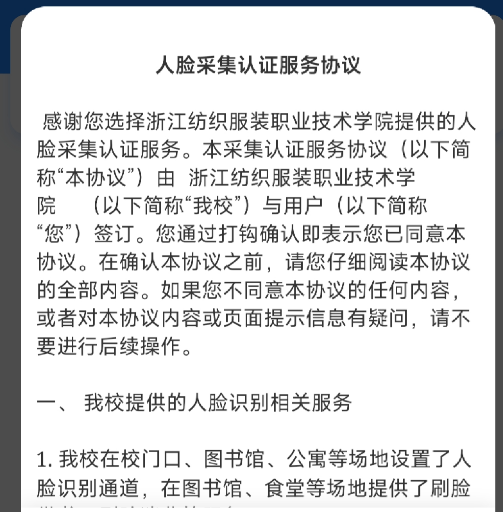 人脸采集认证服务协议
感谢您选择浙江纺织服装职业技术学院提供的人
脸采集认证服务。本采集认证服务协议（以下简
称“本协议”）由 浙江纺织服装职业技术学
院 （以下简称“我校”）与用户（以下简称
“您”）签订。您通过打钩确认即表示您已同意本
协议。在确认本协议之前，请您仔细阅读本协议
的全部内容。如果您不同意本协议的任何内容，
或者对本协议内容或页面提示信息有疑问，请不
要进行后续操作。
一、 我校提供的人脸识别相关服务
1. 我校在校门口、图书馆、公寓等场地设置了人
脸识别通道，在图书馆、食堂等场地提供了刷脸